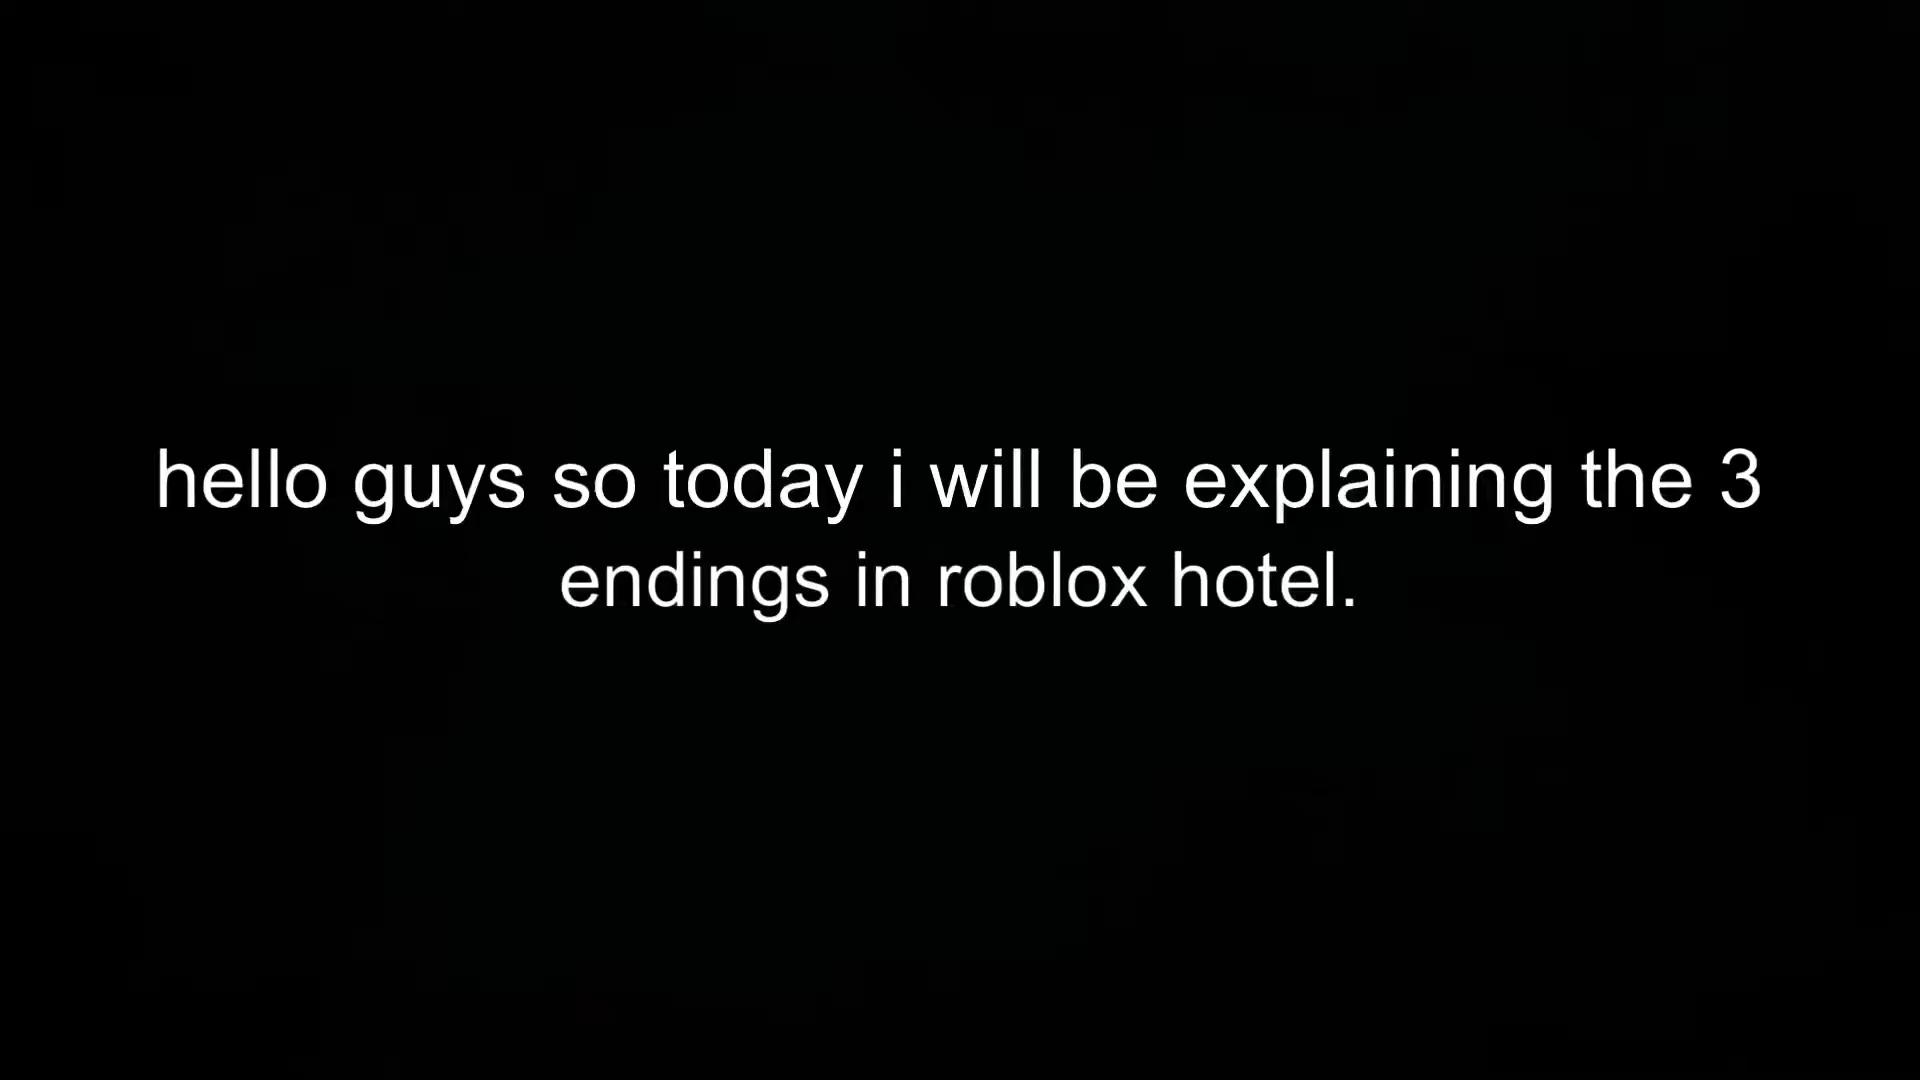 hello guys so today i will be explaining the 3
endings in roblox hotel.